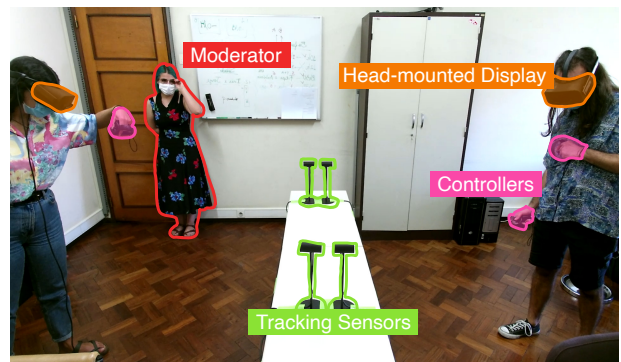 Moderator
Head-mounted Display
Controllers
Tracking Sensors